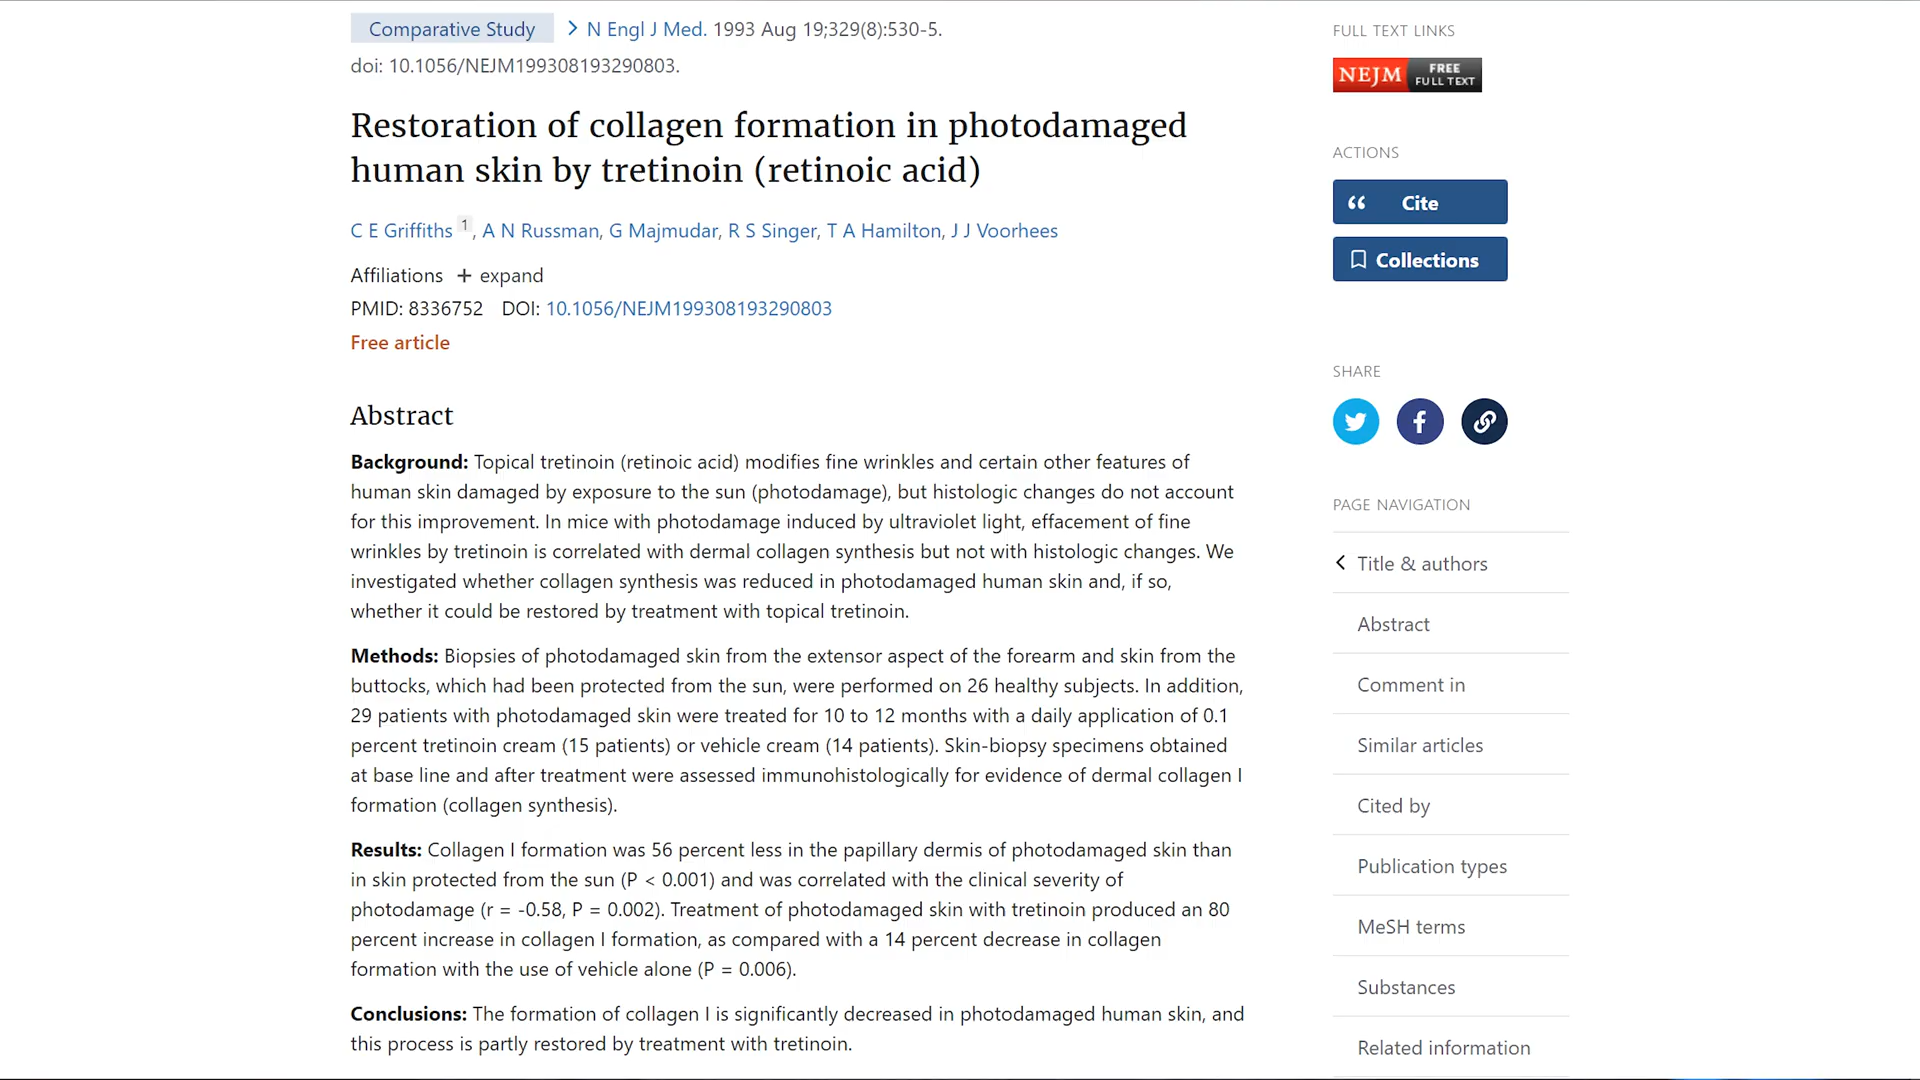 Comparative Study > N Engl J Med. 1993 Aug 19;329(8):530-5.
doi: 10.1056/NEJM199308193290803.
Restoration of collagen formation in photodamaged
human skin by tretinoin (retinoic acid)
C E Griffiths 1, A N Russman, G Majmudar, R S Singer, T A Hamilton, J J Voorhees
Affiliations + expand
PMID: 8336752 DOI: 10.1056/NEJM199308193290803
Free article
Abstract
Background: Topical tretinoin (retinoic acid) modifies fine wrinkles and certain other features of
human skin damaged by exposure to the sun (photodamage), but histologic changes do not account
for this improvement. In mice with photodamage induced by ultraviolet light, effacement of fine
wrinkles by tretinoin is correlated with dermal collagen synthesis but not with histologic changes. We
investigated whether collagen synthesis was reduced in photodamaged human skin and, if so,
whether it could be restored by treatment with topical tretinoin.
Methods: Biopsies of photodamaged skin from the extensor aspect of the forearm and skin from the
buttocks, which had been protected from the sun, were performed on 26 healthy subjects. In addition,
29 patients with photodamaged skin were treated for 10 to 12 months with a daily application of 0.1
percent tretinoin cream (15 patients) or vehicle cream (14 patients). Skin-biopsy specimens obtained
at base line and after treatment were assessed immunohistologically for evidence of dermal collagen I
formation (collagen synthesis).
Results: Collagen I formation was 56 percent less in the papillary dermis of photodamaged skin than
in skin protected from the sun (P < 0.001) and was correlated with the clinical severity of
photodamage (r = -0.58, P = 0.002). Treatment of photodamaged skin with tretinoin produced an 80
percent increase in collagen I formation, as compared with a 14 percent decrease in collagen
formation with the use of vehicle alone (P = 0.006).
Conclusions: The formation of collagen I is significantly decreased in photodamaged human skin, and
this process is partly restored by treatment with tretinoin.
FULL TEXT LINKS
NEJM FREE
FULL TEXT
ACTIONS
Cite
Collections
SHARE
PAGE NAVIGATION
Title & authors
Abstract
Comment in
Similar articles
Cited by
Publication types
MeSH terms
Substances
Related information